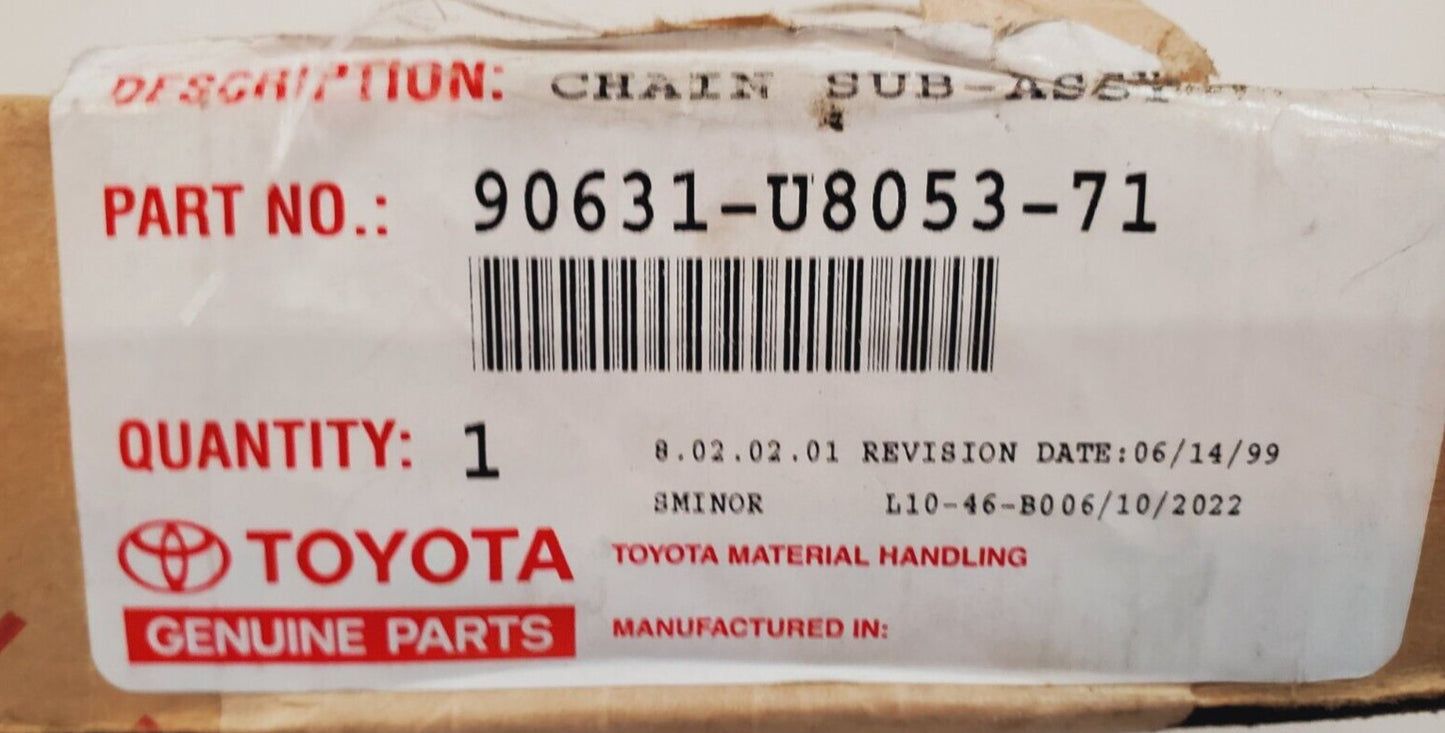 DESCRIPTION: CHAIN SUB-ASSY
PART NO.: 90631-U8053-71
QUANTITY: 1
8.02.02.01 REVISION DATE:06/14/99
SMINOR L10-46-B006/10/2022
TOYOTA TOYOTA MATERIAL HANDLING
GENUINE PARTS MANUFACTURED IN: